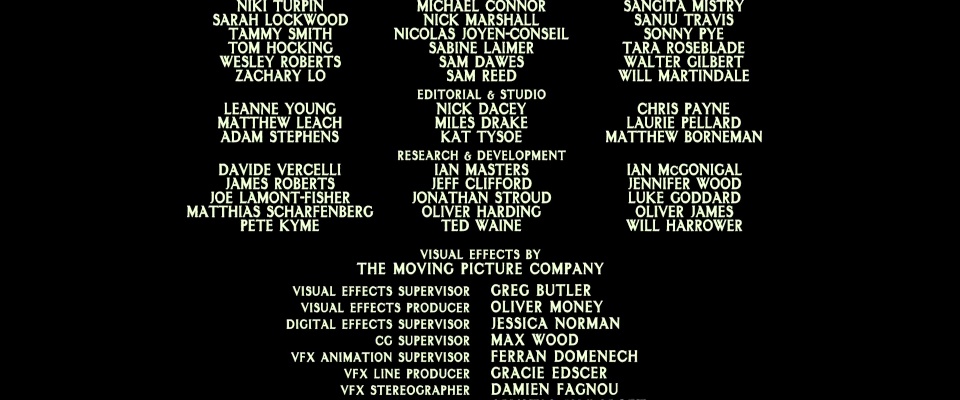 NIKI TURPIN MICHAEL CONNOR SANGITA MISTRY
SARAH LOCKWOOD NICK MARSHALL SANJU TRAVIS
TAMMY SMITH NICOLAS JOYEN-CONSEIL SONNY PYE
TOM HOCKING SABINE LAIMER TARA ROSEBLADE
WESLEY ROBERTS SAM DAWES WALTER GILBERT
ZACHARY LO SAM REED WILL MARTINDALE
EDITORIAL & STUDIO
LEANNE YOUNG NICK DACEY CHRIS PAYNE
MATTHEW LEACH MILES DRAKE LAURIE PELLARD
ADAM STEPHENS KAT TYSOE MATTHEW BORNEMAN
RESEARCH & DEVELOPMENT
DAVIDE VERCELLI IAN MASTERS IAN McGONIGAL
JAMES ROBERTS JEFF CLIFFORD JENNIFER WOOD
JOE LAMONT-FISHER JONATHAN STROUD LUKE GODDARD
MATTHIAS SCHARFENBERG OLIVER HARDING OLIVER JAMES
PETE KYME TED WAINE WILL HARROWER
VISUAL EFFECTS BY
THE MOVING PICTURE COMPANY
VISUAL EFFECTS SUPERVISOR GREG BUTLER
VISUAL EFFECTS PRODUCER OLIVER MONEY
DIGITAL EFFECTS SUPERVISOR JESSICA NORMAN
CG SUPERVISOR MAX WOOD
VFX ANIMATION SUPERVISOR FERRAN DOMENECH
VFX LINE PRODUCER GRACIE EDSCER
VFX STEREOGRAPHER DAMIEN FAGNOU